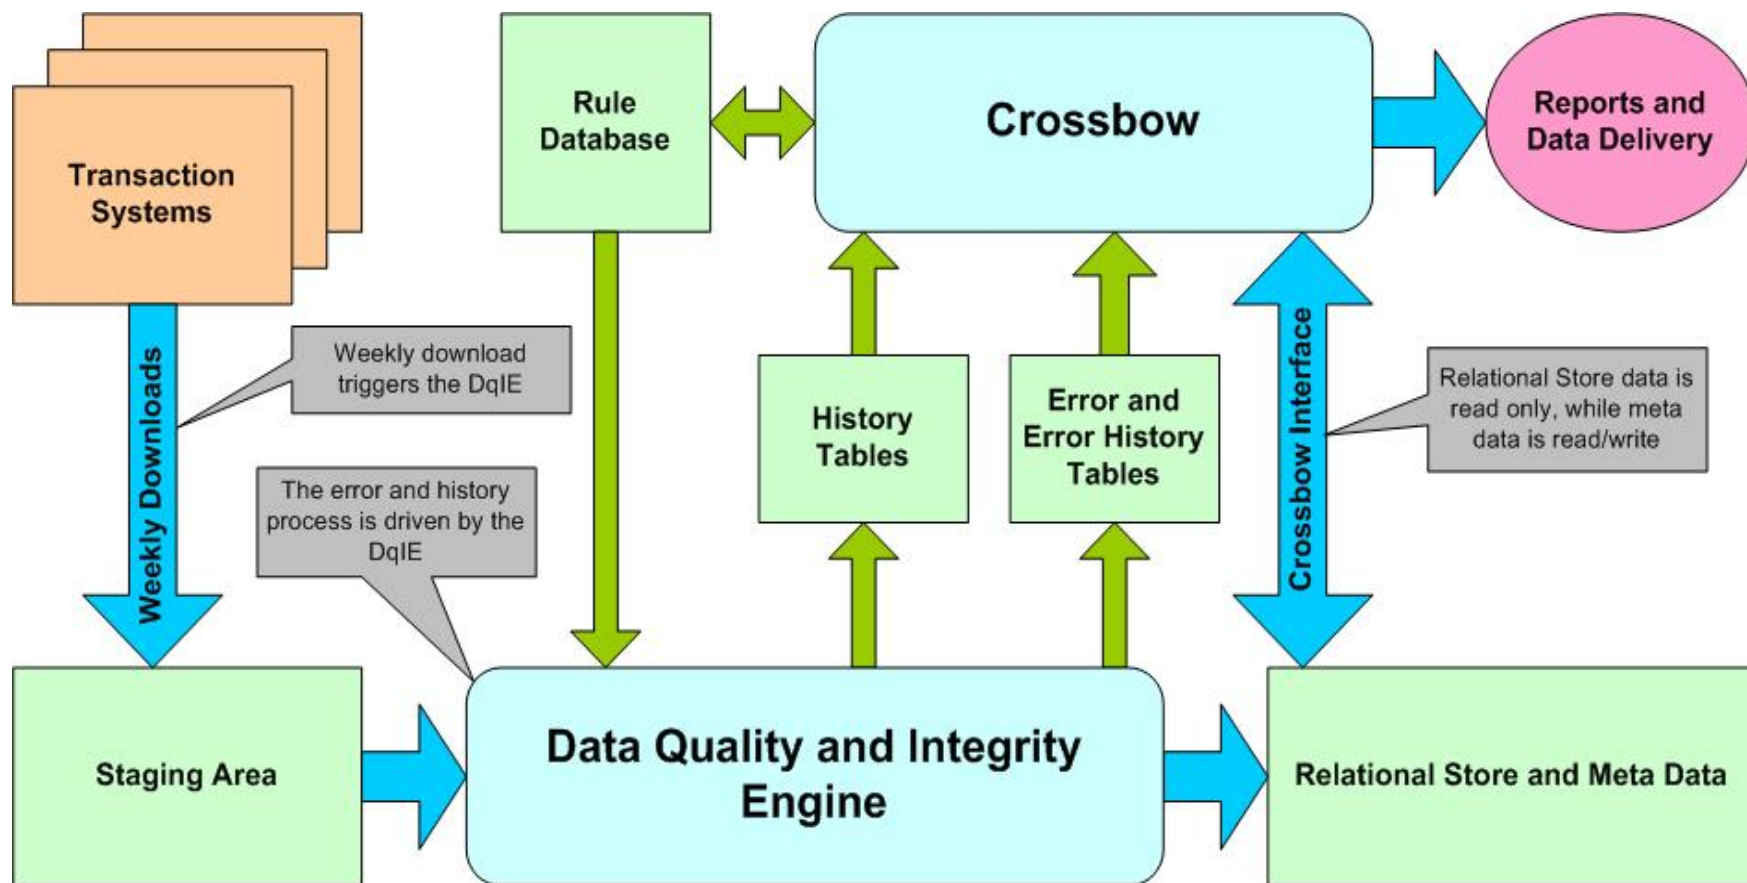 Transaction
Systems
Rule
Database
Crossbow
Reports and
Data Delivery
Weekly Downloads
Weekly download
triggers the DqIE
The error and history
process is driven by the
DqIE
History
Tables
Error and
Error History
Tables
Crossbow Interface
Relational Store data is
read only, while meta
data is read/write
Staging Area
Data Quality and Integrity
Engine
Relational Store and Meta Data